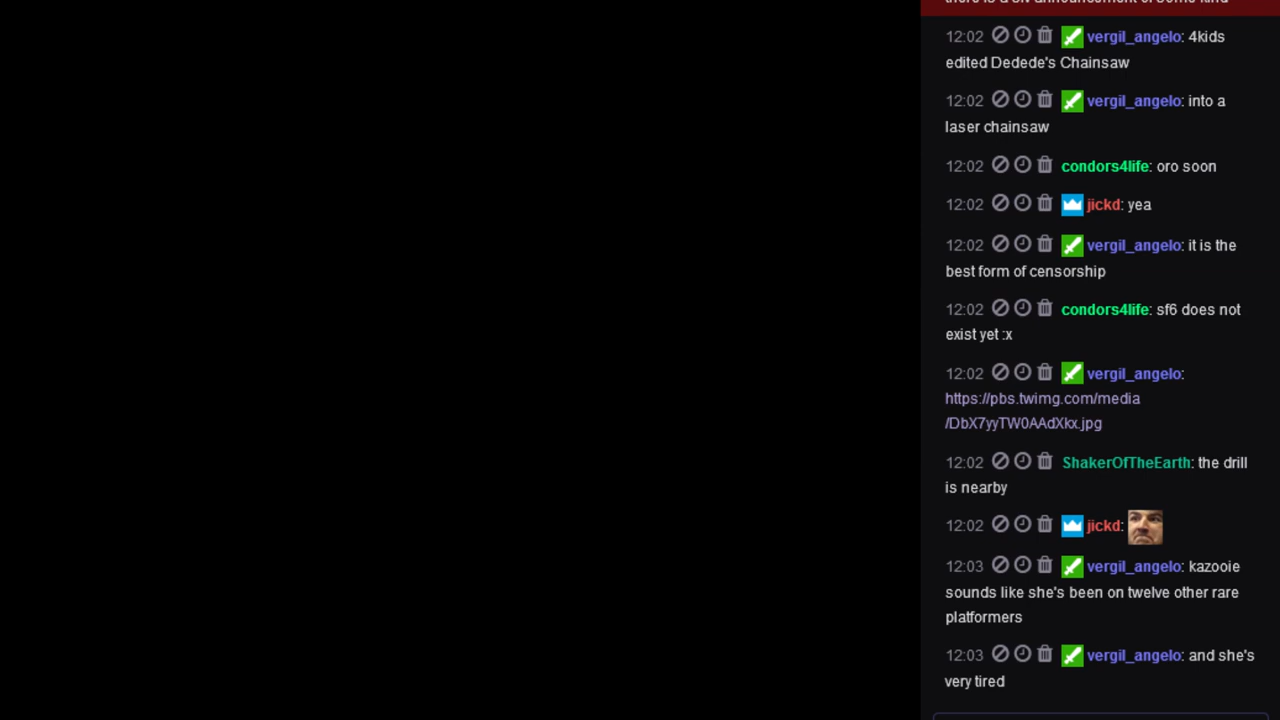 12:02 vergil_angelo: 4kids
edited Dedede's Chainsaw
12:02 vergil_angelo: into a
laser chainsaw
12:02 condors4life: oro soon
12:02 jickd: yea
12:02 vergil_angelo: it is the
best form of censorship
12:02 condors4life: sf6 does not
exist yet :x
12:02 vergil_angelo:
https://pbs.twimg.com/media
/DbX7yyTW0AAdXkx.jpg
12:02 ShakerOfTheEarth: the drill
is nearby
12:02 jickd:
12:03 vergil_angelo: kazooie
sounds like she's been on twelve other rare
platformers
12:03 vergil_angelo: and she's
very tired